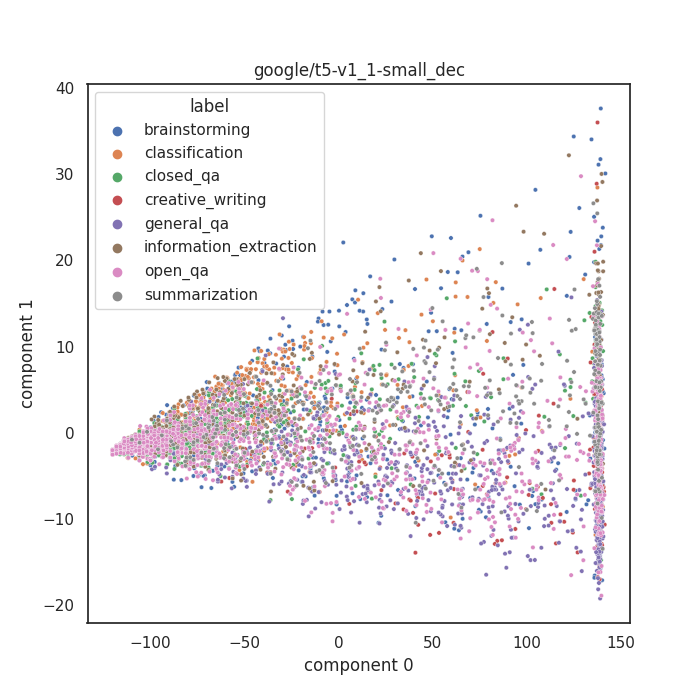 google/t5-v1_1-small_dec
label
brainstorming
classification
closed_qa
creative_writing
general_qa
information_extraction
open_qa
summarization
component 1
40
30
20
10
0
−10
−20
−100
−50
0
50
100
150
component 0